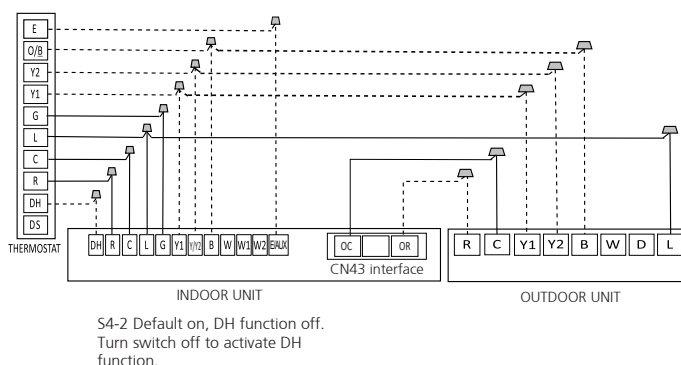 E
O/B
Y2
Y1
G
L
C
R
DH
DS
THERMOSTAT
DH R C L G Y1 Y/Y2 B W W1 W2 E/AUX
OC OR
CN43 interface
R C Y1 Y2 B W D L
INDOOR UNIT
OUTDOOR UNIT
S4-2 Default on, DH function off.
Turn switch off to activate DH
function.